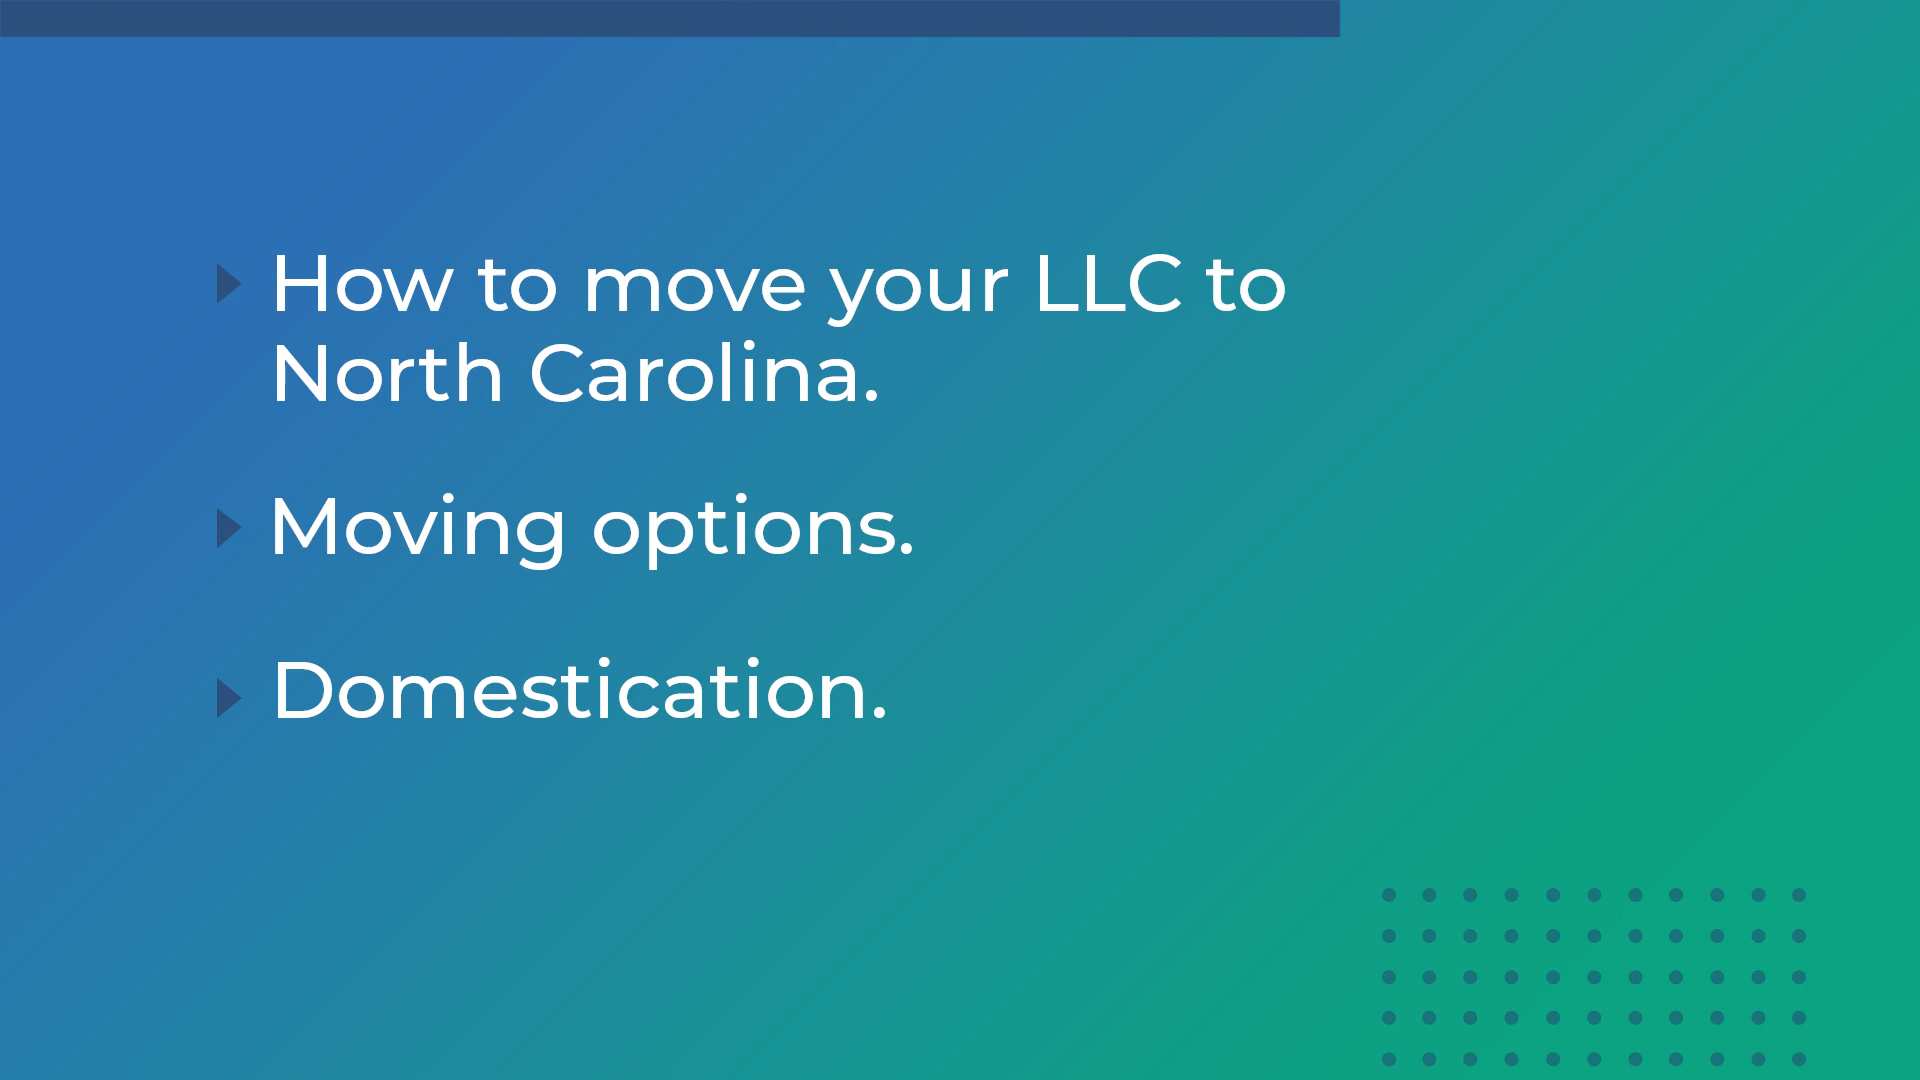 How to move your LLC to
North Carolina.
Moving options.
Domestication.